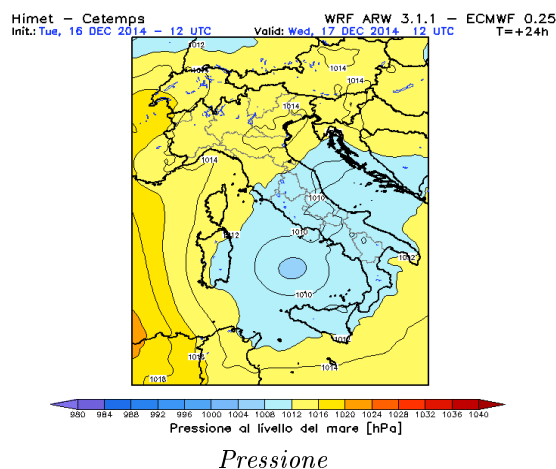 Himet – Cetemps WRF ARW 3.1.1 – ECMWF 0.25
Init.: Tue, 16 DEC 2014 – 12 UTC Valid: Wed, 17 DEC 2014 12 UTC T=+24h
1012
1014
1014
1014
1014
1010
1010
1012
1012
1010
1014
1018
980 984 988 992 996 1000 1004 1008 1012 1016 1020 1024 1028 1032 1036 1040
Pressione al livello del mare [hPa]
Pressione